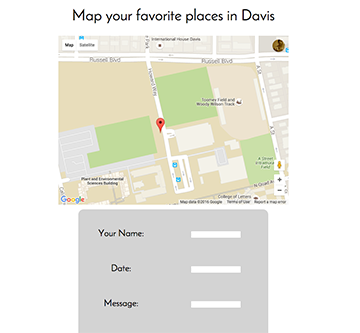 Map your favorite places in Davis
Map Satellite
International House Davis
Russell Blvd
Russell Blvd
Howard Way
A St
Toomey Field and
Woody Wilson Track
A Street
Plant and Environmental
Sciences Building
College of Letters
Google
Map data ©2016 Google Terms of Use Report a map error
Your Name:
Date:
Message: